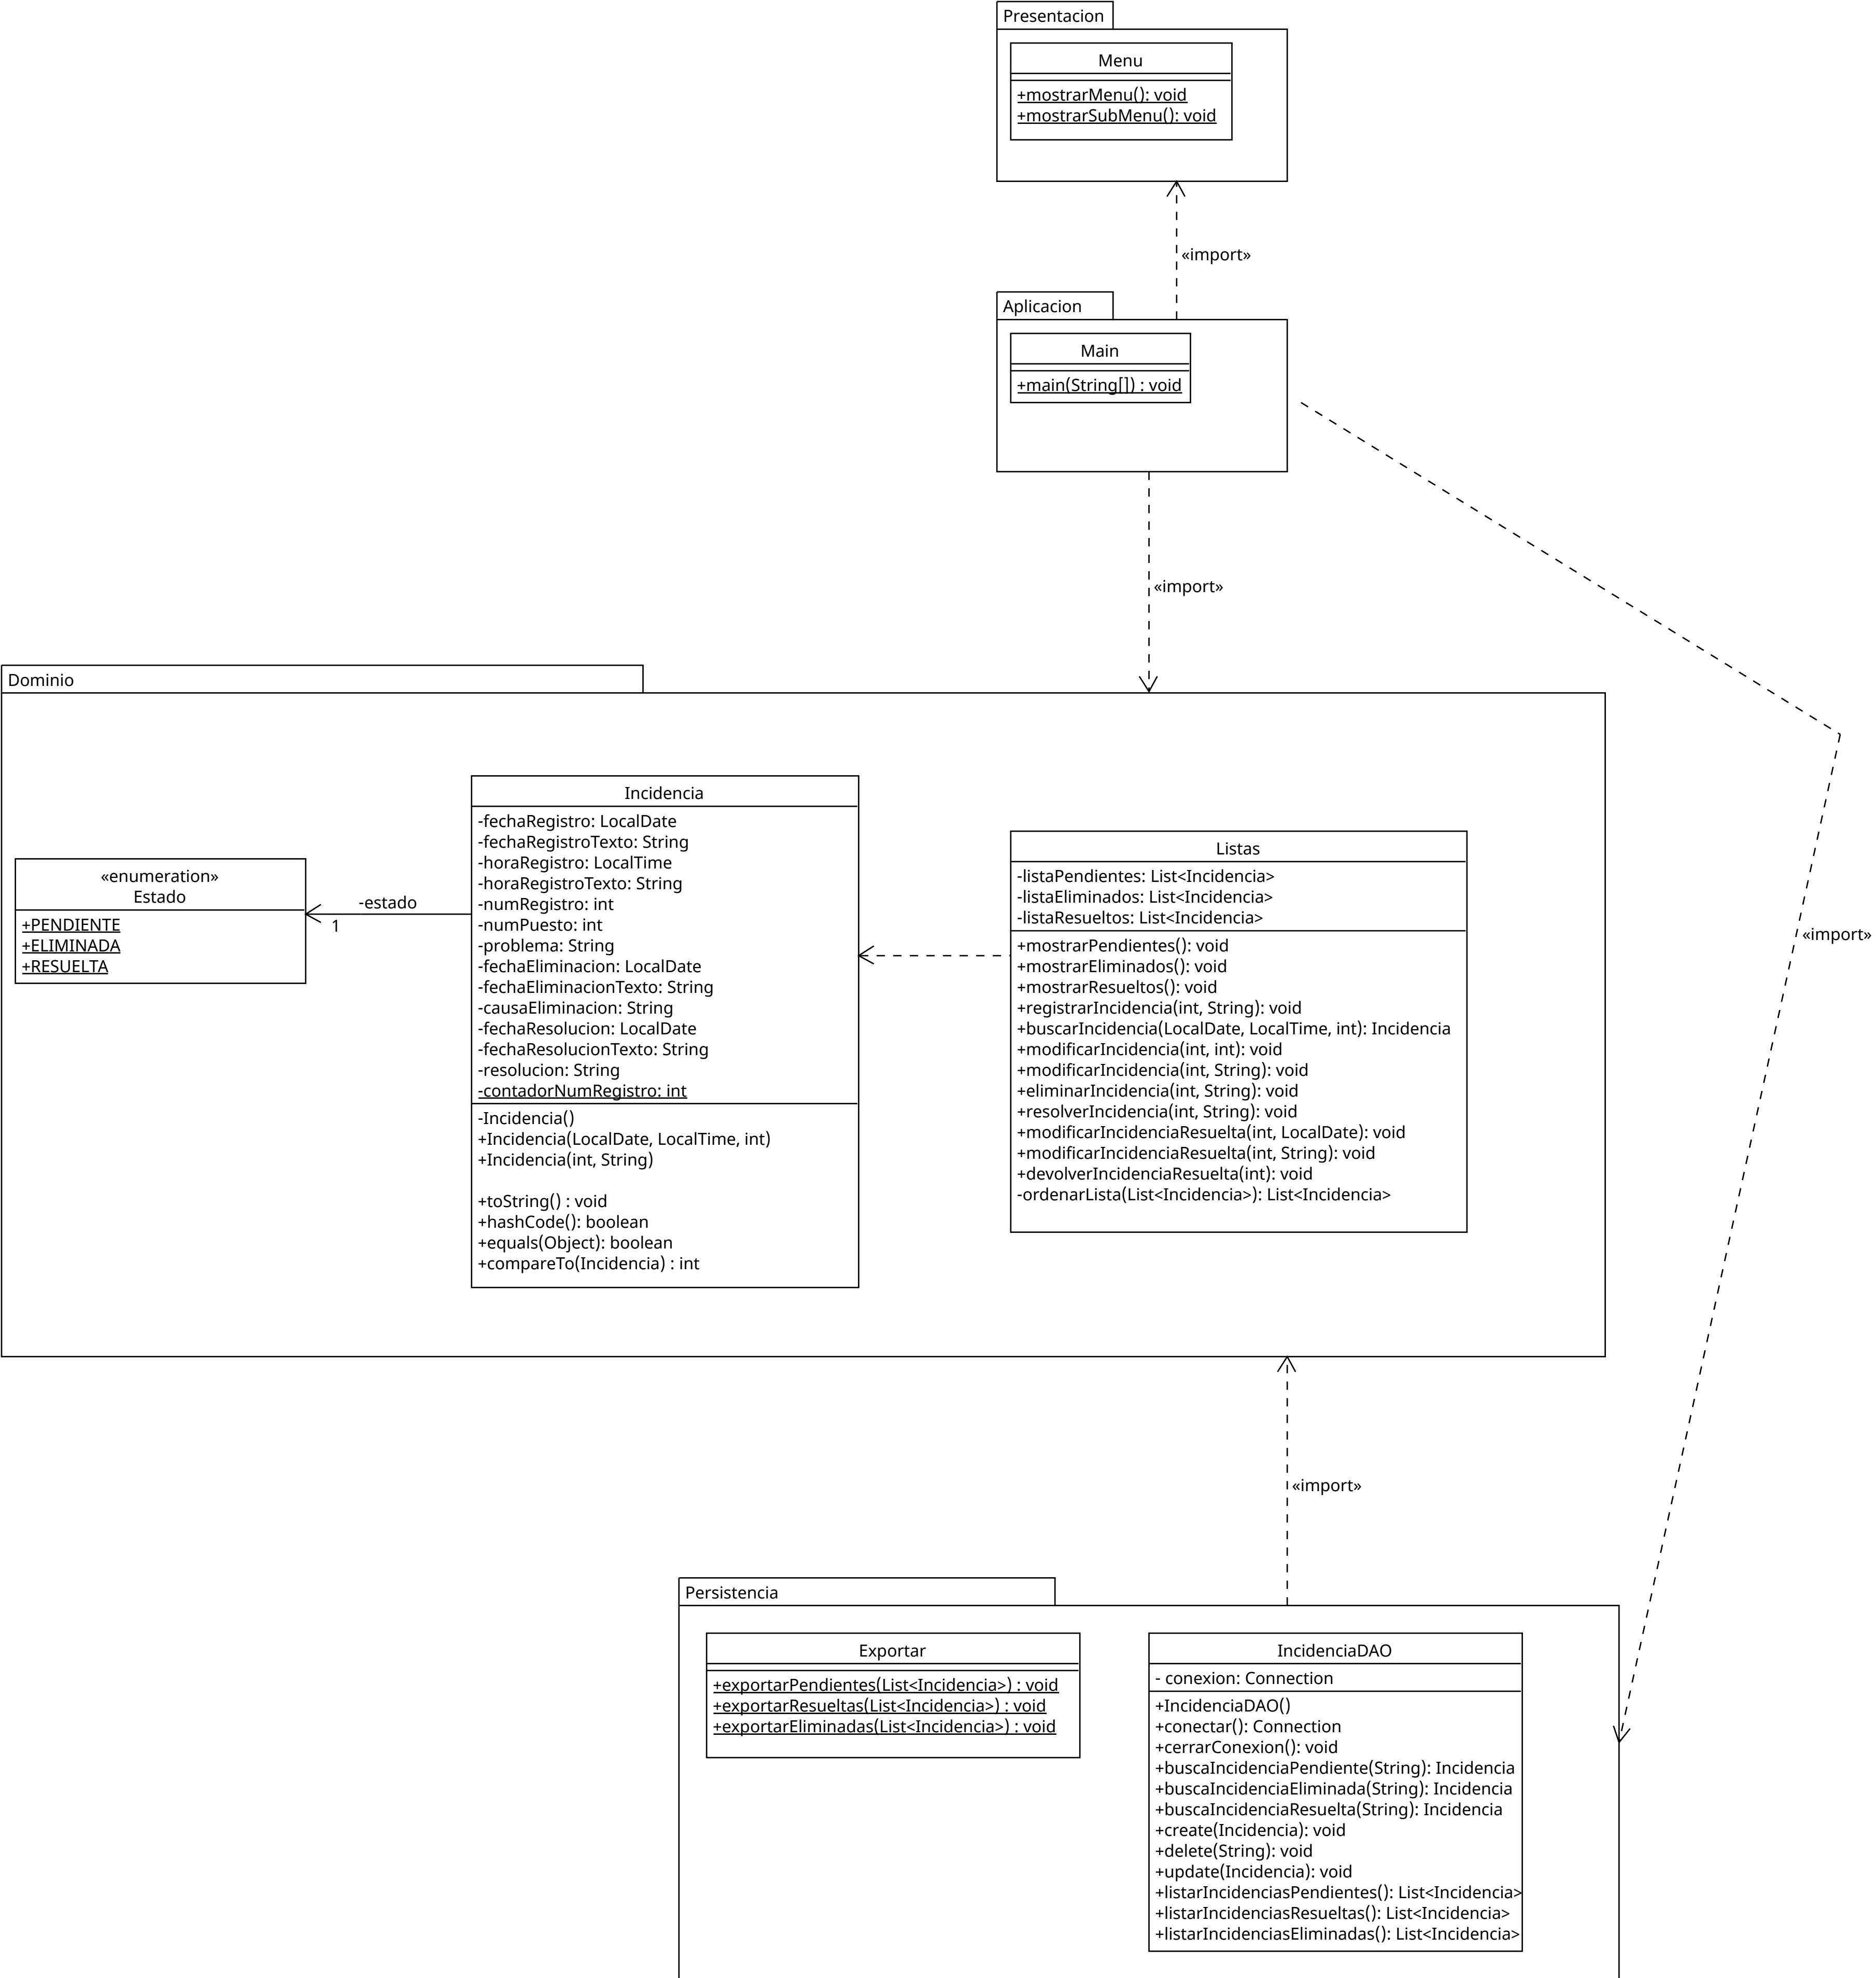 Presentacion
Menu
+mostrarMenu(): void
+mostrarSubMenu(): void
«import»
Aplicacion
Main
+main(String[]) : void
«import»
Dominio
«enumeration»
Estado
+PENDIENTE
+ELIMINADA
+RESUELTA
-estado
1
Incidencia
-fechaRegistro: LocalDate
-fechaRegistroTexto: String
-horaRegistro: LocalTime
-horaRegistroTexto: String
-numRegistro: int
-numPuesto: int
-problema: String
-fechaEliminacion: LocalDate
-fechaEliminacionTexto: String
-causaEliminacion: String
-fechaResolucion: LocalDate
-fechaResolucionTexto: String
-resolucion: String
-contadorNumRegistro: int
-Incidencia()
+Incidencia(LocalDate, LocalTime, int)
+Incidencia(int, String)
+toString() : void
+hashCode(): boolean
+equals(Object): boolean
+compareTo(Incidencia) : int
Listas
-listaPendientes: List<Incidencia>
-listaEliminados: List<Incidencia>
-listaResueltos: List<Incidencia>
+mostrarPendientes(): void
+mostrarEliminados(): void
+mostrarResueltos(): void
+registrarIncidencia(int, String): void
+buscarIncidencia(LocalDate, LocalTime, int): Incidencia
+modificarIncidencia(int, int): void
+modificarIncidencia(int, String): void
+eliminarIncidencia(int, String): void
+resolverIncidencia(int, String): void
+modificarIncidenciaResuelta(int, LocalDate): void
+modificarIncidenciaResuelta(int, String): void
+devolverIncidenciaResuelta(int): void
-ordenarLista(List<Incidencia>): List<Incidencia>
«import»
«import»
Persistencia
Exportar
+exportarPendientes(List<Incidencia>) : void
+exportarResueltas(List<Incidencia>) : void
+exportarEliminadas(List<Incidencia>) : void
IncidenciaDAO
- conexion: Connection
+IncidenciaDAO()
+conectar(): Connection
+cerrarConexion(): void
+buscaIncidenciaPendiente(String): Incidencia
+buscaIncidenciaEliminada(String): Incidencia
+buscaIncidenciaResuelta(String): Incidencia
+create(Incidencia): void
+delete(String): void
+update(Incidencia): void
+listarIncidenciasPendientes(): List<Incidencia>
+listarIncidenciasResueltas(): List<Incidencia>
+listarIncidenciasEliminadas(): List<Incidencia>